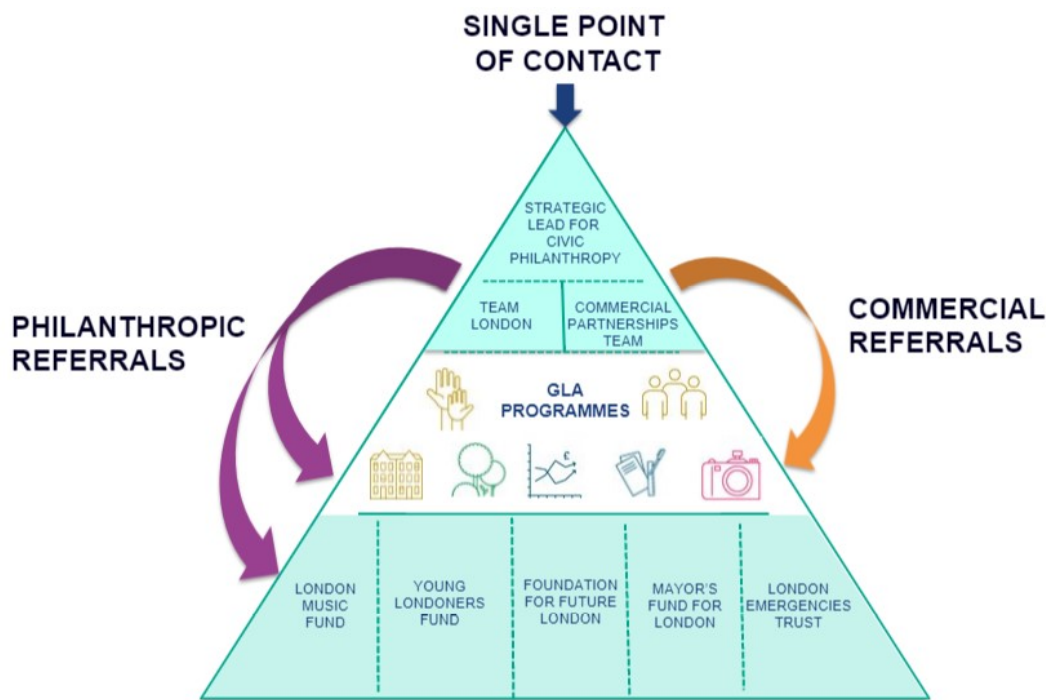 SINGLE POINT
OF CONTACT
STRATEGIC
LEAD FOR
CIVIC
PHILANTHROPY
TEAM
LONDON
COMMERCIAL
PARTNERSHIPS
TEAM
PHILANTHROPIC
REFERRALS
COMMERCIAL
REFERRALS
GLA
PROGRAMMES
£
LONDON
MUSIC
FUND
YOUNG
LONDONERS
FUND
FOUNDATION
FOR FUTURE
LONDON
MAYOR'S
FUND FOR
LONDON
LONDON
EMERGENCIES
TRUST